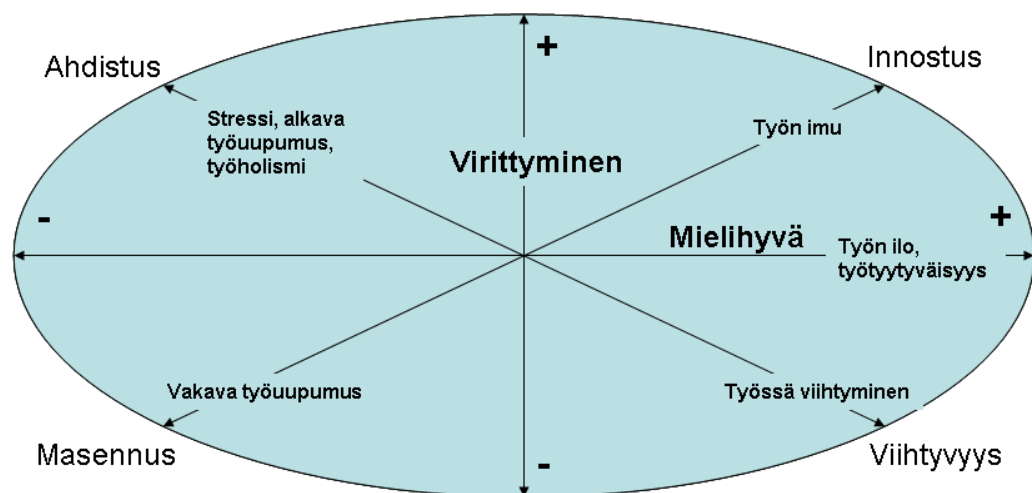 +
Ahdistus
Innostus
Stressi, alkava
työuupumus,
työholismi
Työn imu
Virittyminen
-
+
Mielihyvä
Työn ilo,
työtyytyväisyys
Vakava työuupumus
Työssä viihtyminen
Masennus
-
Viihtyvyys